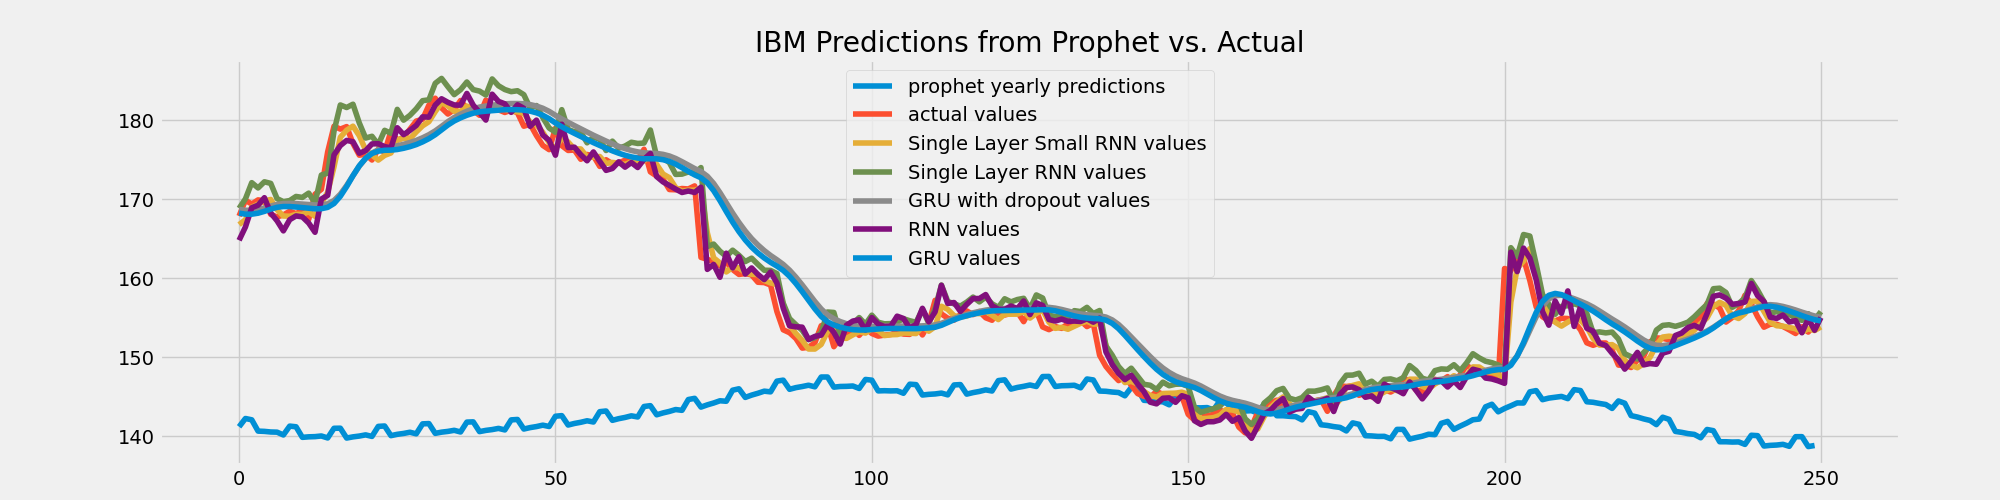 IBM Predictions from Prophet vs. Actual
prophet yearly predictions
actual values
Single Layer Small RNN values
Single Layer RNN values
GRU with dropout values
RNN values
GRU values
180
170
160
150
140
0 50 100 150 200 250